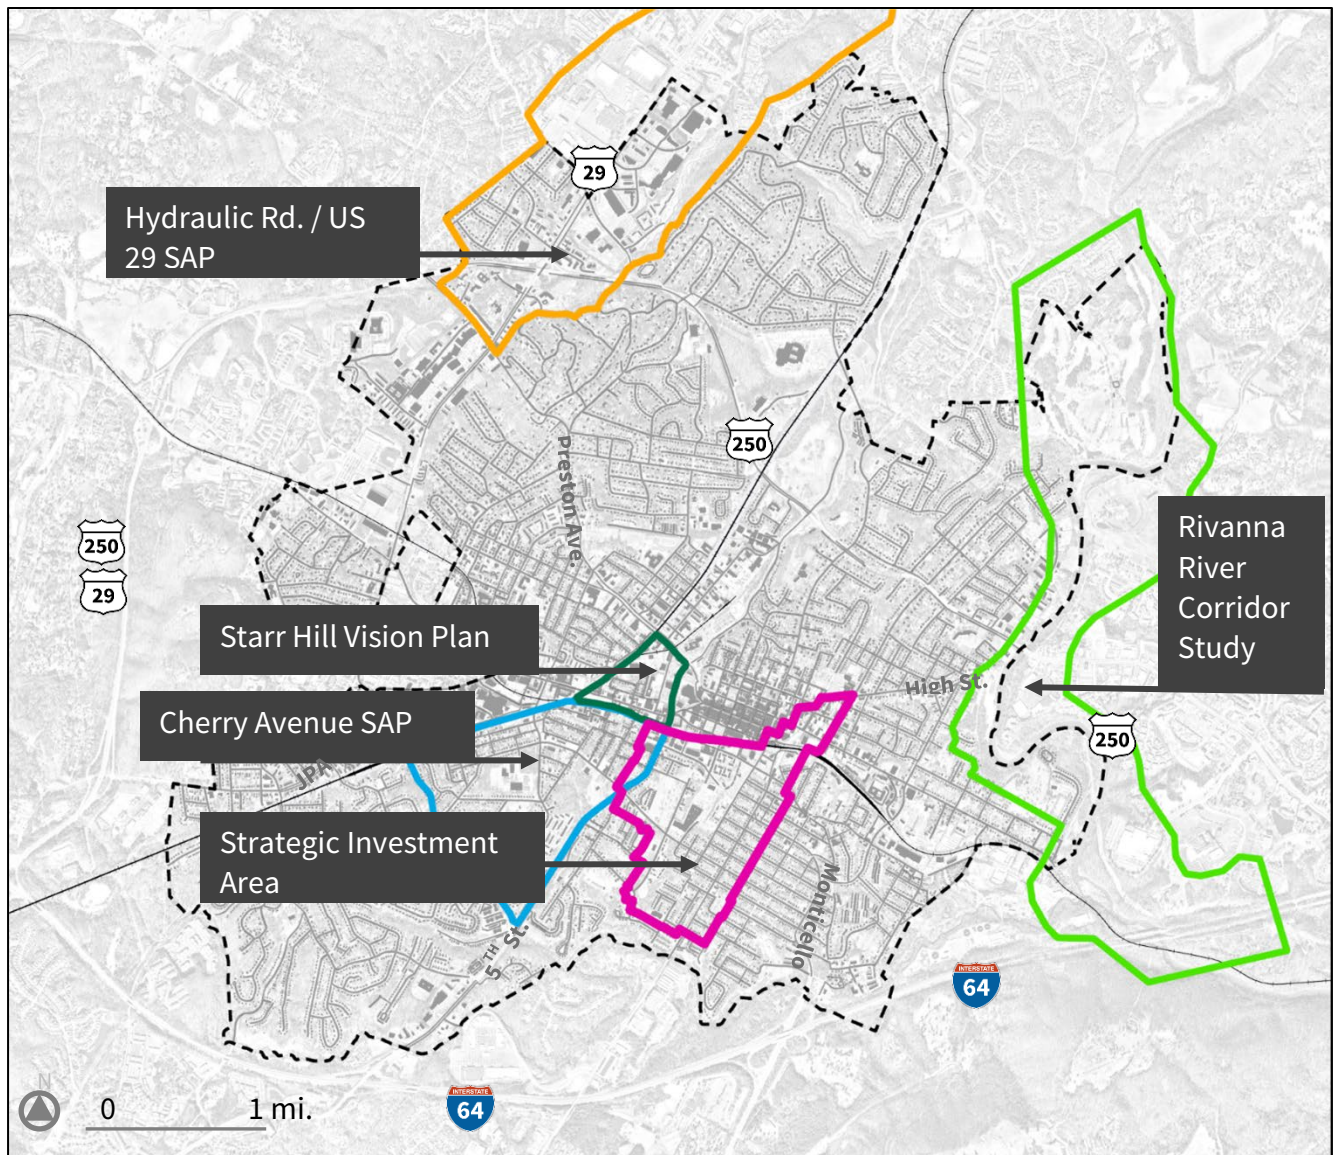 29
Hydraulic Rd. / US
29 SAP
250
Preston Ave.
250
29
Rivanna
River
Corridor
Study
Starr Hill Vision Plan
High St.
Cherry Avenue SAP
250
JPA
Strategic Investment
Area
Monticello
5TH St.
INTERSTATE
64
INTERSTATE
64
N
0 1 mi.